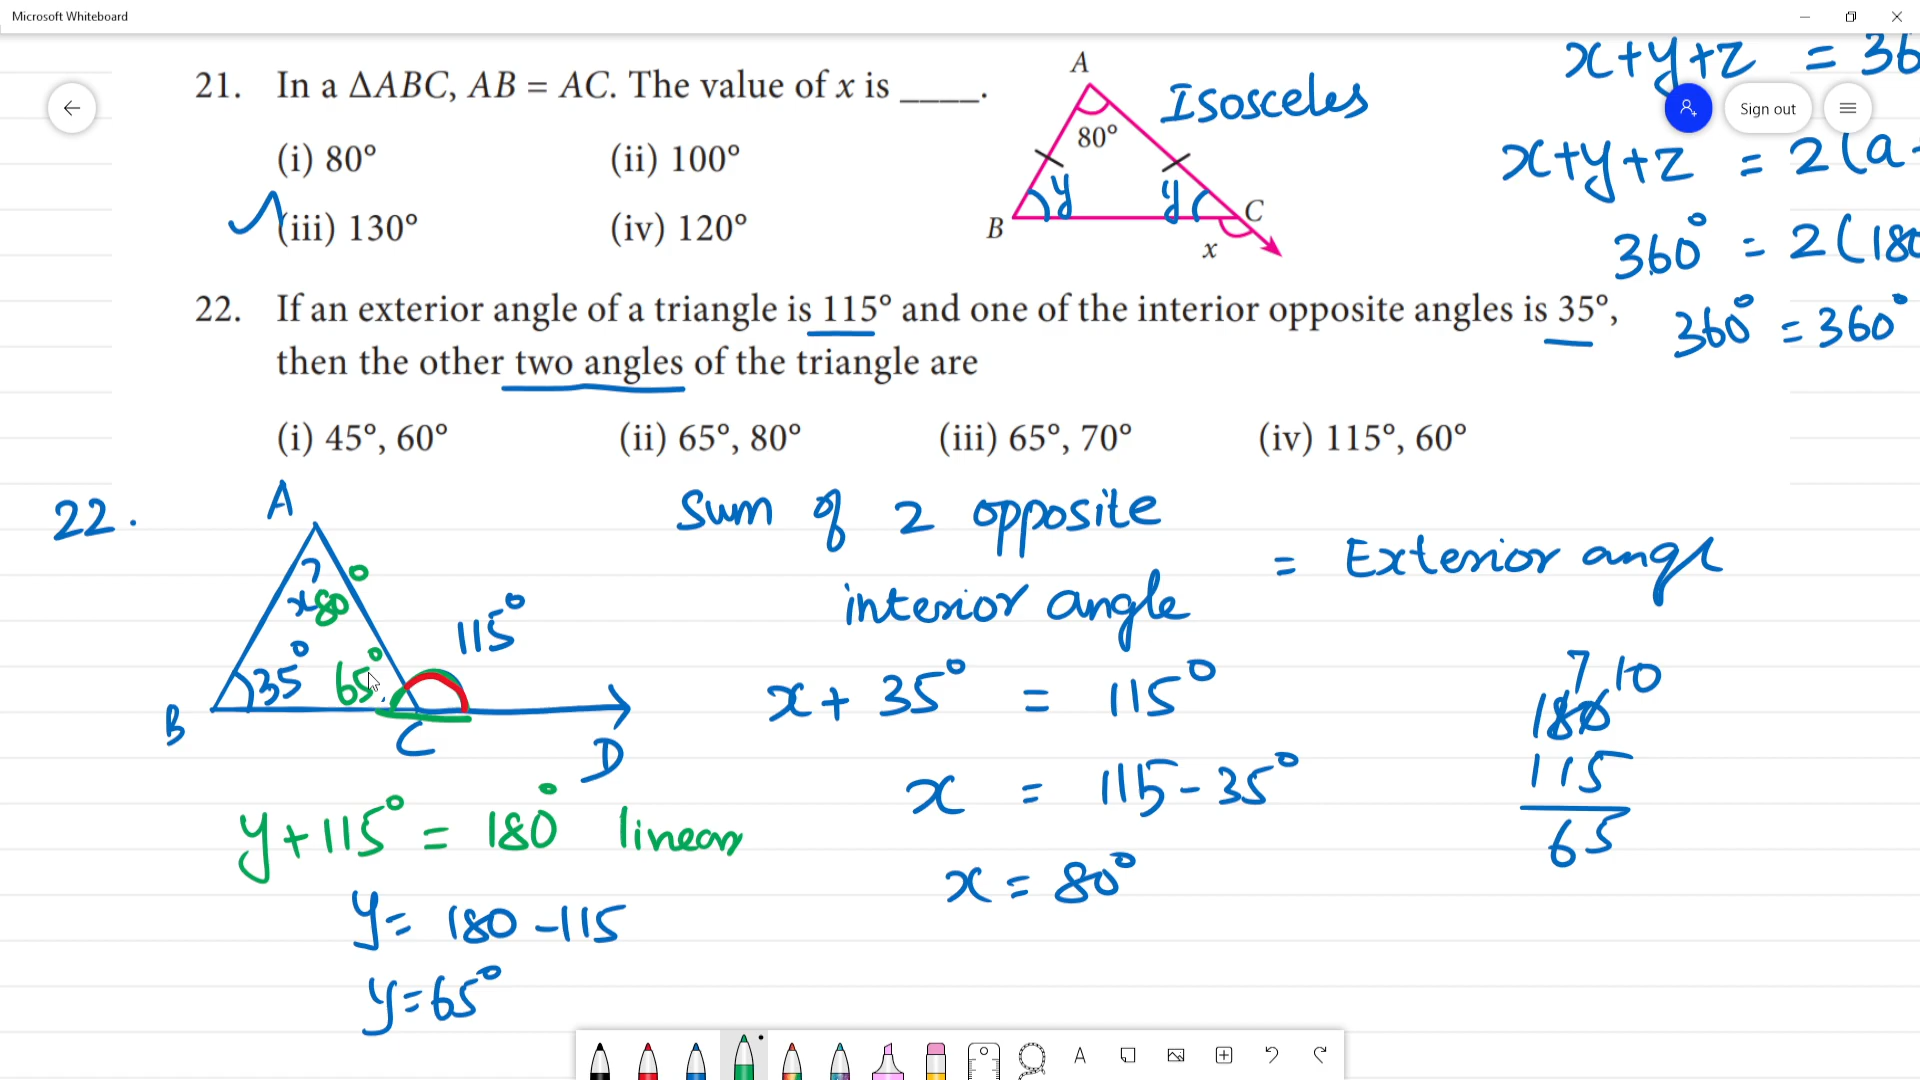 Microsoft Whiteboard
x+y+z = 36
Sign out
x+y+z = 2(a
360° = 2(180
360° = 360°
21. In a ΔABC, AB = AC. The value of x is ____.
(i) 80° (ii) 100°
(iii) 130° (iv) 120°
A
Isosceles
80°
y y
B C
x
22. If an exterior angle of a triangle is 115° and one of the interior opposite angles is 35°,
then the other two angles of the triangle are
(i) 45°, 60° (ii) 65°, 80° (iii) 65°, 70° (iv) 115°, 60°
22.
A
?
x 80°
115°
35° 65°
B C D
y+115° = 180° linear
y = 180 - 115
y = 65°
Sum of 2 opposite
interior angle = Exterior angl
x + 35° = 115°
x = 115 - 35°
x = 80°
7 10
180
115
65
A